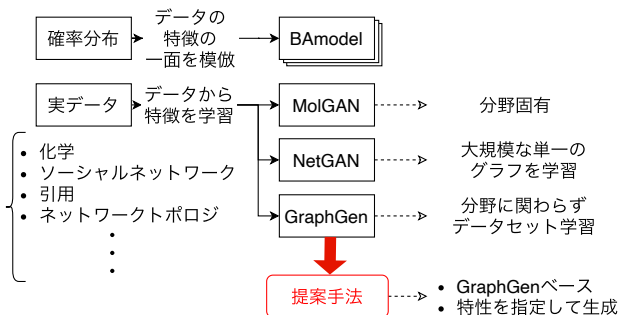 確率分布
データの
特徴の
一面を模倣
BAmodel
実データ
データから
特徴を学習
MolGAN
分野固有
• 化学
• ソーシャルネットワーク
• 引用
• ネットワークトポロジ
NetGAN
大規模な単一の
グラフを学習
GraphGen
分野に関わらず
データセット学習
提案手法
• GraphGenベース
• 特性を指定して生成